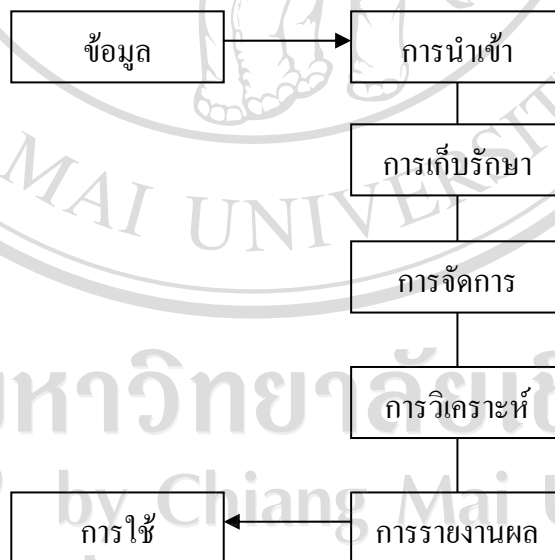 ข้อมูล
การนำเข้า
การเก็บรักษา
MAI UNIVERSIT
การจัดการ
มหาวิทยาลัยเชิ
การวิเคราะห์
by Chiang Mai U
การใช้
การรายงานผล